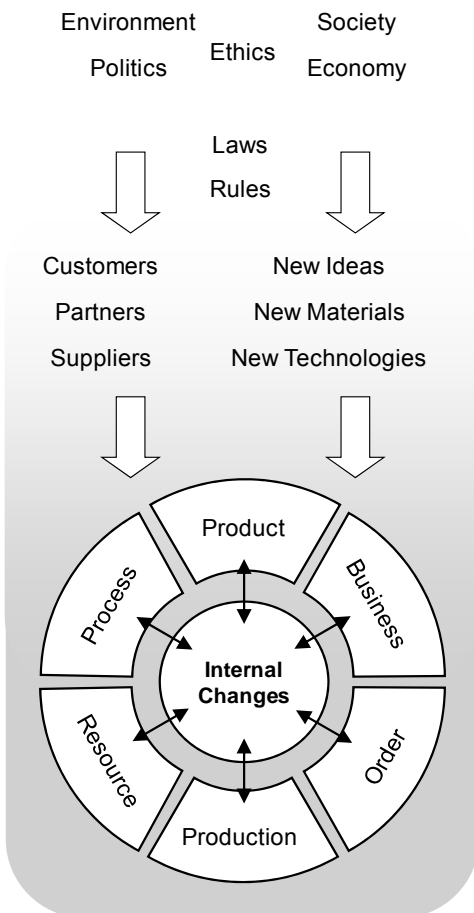 Environment
Society
Ethics
Politics
Economy
Laws
Rules
Customers
New Ideas
Partners
New Materials
Suppliers
New Technologies
Product
Process
Business
Internal
Changes
Resource
Order
Production